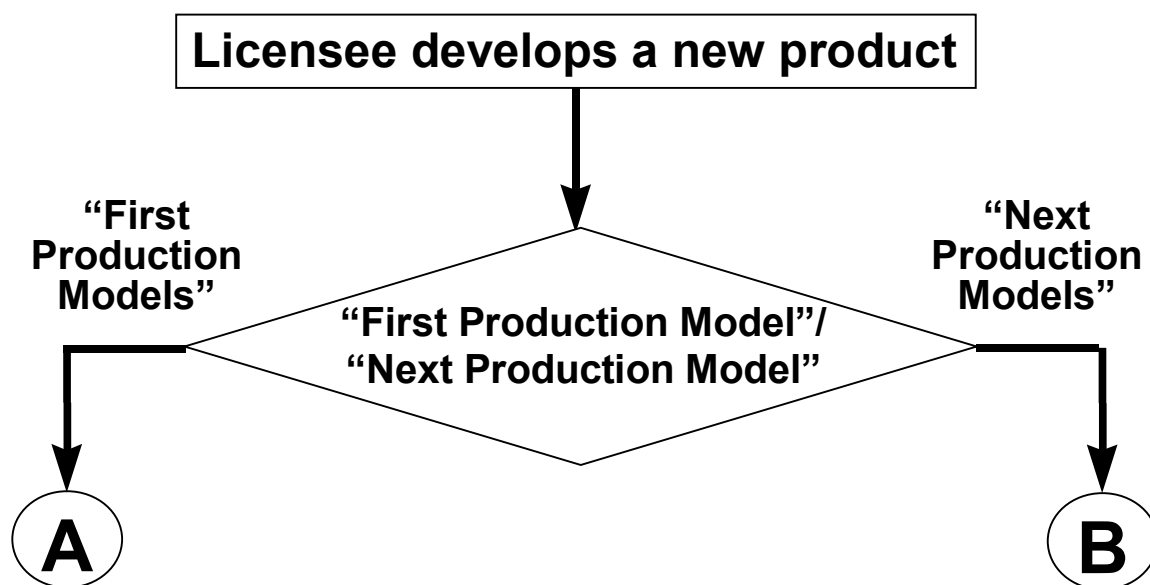 Licensee develops a new product
“First
Production
Models”
“Next
Production
Models”
“First Production Model”/
“Next Production Model”
A
B